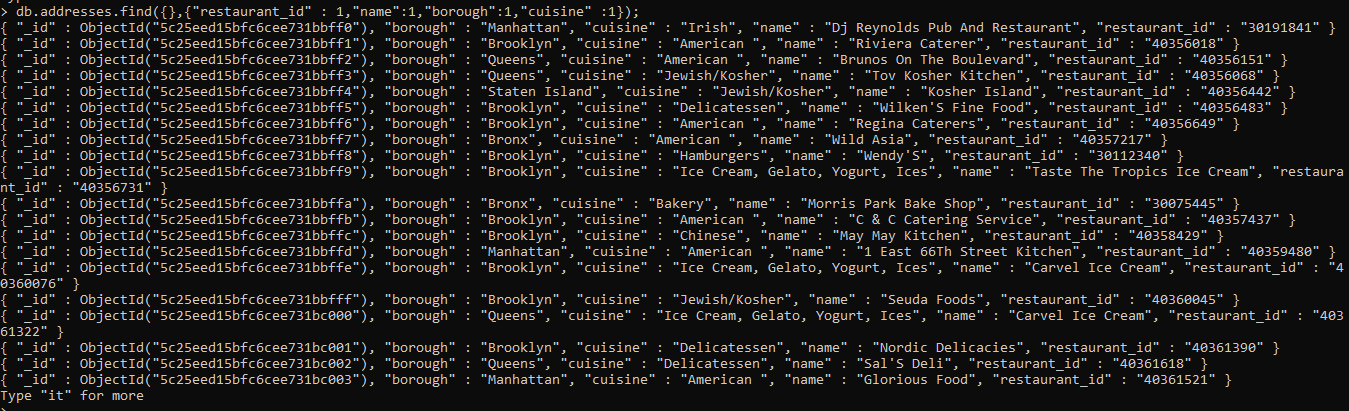 > db.addresses.find({},{"restaurant_id" : 1,"name":1,"borough":1,"cuisine" :1});
{ "_id" : ObjectId("5c25eed15bfc6cee731bbff0"), "borough" : "Manhattan", "cuisine" : "Irish", "name" : "Dj Reynolds Pub And Restaurant", "restaurant_id" : "30191841" }
{ "_id" : ObjectId("5c25eed15bfc6cee731bbff1"), "borough" : "Brooklyn", "cuisine" : "American ", "name" : "Riviera Caterer", "restaurant_id" : "40356018" }
{ "_id" : ObjectId("5c25eed15bfc6cee731bbff2"), "borough" : "Queens", "cuisine" : "American ", "name" : "Brunos On The Boulevard", "restaurant_id" : "40356151" }
{ "_id" : ObjectId("5c25eed15bfc6cee731bbff3"), "borough" : "Queens", "cuisine" : "Jewish/Kosher", "name" : "Tov Kosher Kitchen", "restaurant_id" : "40356068" }
{ "_id" : ObjectId("5c25eed15bfc6cee731bbff4"), "borough" : "Staten Island", "cuisine" : "Jewish/Kosher", "name" : "Kosher Island", "restaurant_id" : "40356442" }
{ "_id" : ObjectId("5c25eed15bfc6cee731bbff5"), "borough" : "Brooklyn", "cuisine" : "Delicatessen", "name" : "Wilken'S Fine Food", "restaurant_id" : "40356483" }
{ "_id" : ObjectId("5c25eed15bfc6cee731bbff6"), "borough" : "Brooklyn", "cuisine" : "American ", "name" : "Regina Caterers", "restaurant_id" : "40356649" }
{ "_id" : ObjectId("5c25eed15bfc6cee731bbff7"), "borough" : "Bronx", "cuisine" : "American ", "name" : "Wild Asia", "restaurant_id" : "40357217" }
{ "_id" : ObjectId("5c25eed15bfc6cee731bbff8"), "borough" : "Brooklyn", "cuisine" : "Hamburgers", "name" : "Wendy'S", "restaurant_id" : "30112340" }
{ "_id" : ObjectId("5c25eed15bfc6cee731bbff9"), "borough" : "Brooklyn", "cuisine" : "Ice Cream, Gelato, Yogurt, Ices", "name" : "Taste The Tropics Ice Cream", "restaura
nt_id" : "40356731" }
{ "_id" : ObjectId("5c25eed15bfc6cee731bbffa"), "borough" : "Bronx", "cuisine" : "Bakery", "name" : "Morris Park Bake Shop", "restaurant_id" : "30075445" }
{ "_id" : ObjectId("5c25eed15bfc6cee731bbffb"), "borough" : "Brooklyn", "cuisine" : "American ", "name" : "C & C Catering Service", "restaurant_id" : "40357437" }
{ "_id" : ObjectId("5c25eed15bfc6cee731bbffc"), "borough" : "Brooklyn", "cuisine" : "Chinese", "name" : "May May Kitchen", "restaurant_id" : "40358429" }
{ "_id" : ObjectId("5c25eed15bfc6cee731bbffd"), "borough" : "Manhattan", "cuisine" : "American ", "name" : "1 East 66Th Street Kitchen", "restaurant_id" : "40359480" }
{ "_id" : ObjectId("5c25eed15bfc6cee731bbffe"), "borough" : "Brooklyn", "cuisine" : "Ice Cream, Gelato, Yogurt, Ices", "name" : "Carvel Ice Cream", "restaurant_id" : "4
0360076" }
{ "_id" : ObjectId("5c25eed15bfc6cee731bbfff"), "borough" : "Brooklyn", "cuisine" : "Jewish/Kosher", "name" : "Seuda Foods", "restaurant_id" : "40360045" }
{ "_id" : ObjectId("5c25eed15bfc6cee731bc000"), "borough" : "Queens", "cuisine" : "Ice Cream, Gelato, Yogurt, Ices", "name" : "Carvel Ice Cream", "restaurant_id" : "403
61322" }
{ "_id" : ObjectId("5c25eed15bfc6cee731bc001"), "borough" : "Brooklyn", "cuisine" : "Delicatessen", "name" : "Nordic Delicacies", "restaurant_id" : "40361390" }
{ "_id" : ObjectId("5c25eed15bfc6cee731bc002"), "borough" : "Queens", "cuisine" : "Delicatessen", "name" : "Sal'S Deli", "restaurant_id" : "40361618" }
{ "_id" : ObjectId("5c25eed15bfc6cee731bc003"), "borough" : "Manhattan", "cuisine" : "American ", "name" : "Glorious Food", "restaurant_id" : "40361521" }
Type "it" for more